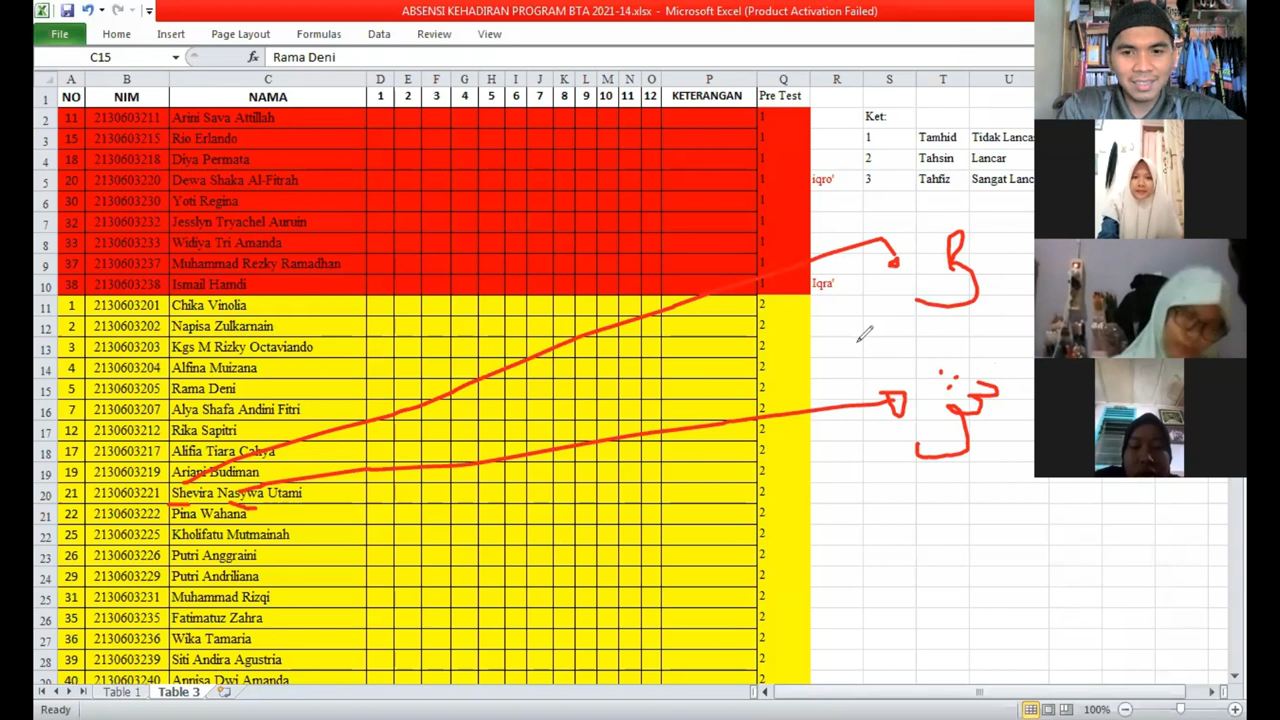 ABSENSI KEHADIRAN PROGRAM BTA 2021-14.xlsx - Microsoft Excel (Product Activation Failed)
File Home Insert Page Layout Formulas Data Review View
C15 fx Rama Deni
A B C D E F G H I J K L M N O P Q R S T U
1 NO NIM NAMA 1 2 3 4 5 6 7 8 9 10 11 12 KETERANGAN Pre Test
2 11 2130603211 Arini Sava Attillah 1 Ket:
3 15 2130603215 Rio Erlando 1 1 Tamhid Tidak Lancar
4 18 2130603218 Diya Permata 1 2 Tahsin Lancar
5 20 2130603220 Dewa Shaka Al-Fitrah 1 iqro' 3 Tahfiz Sangat Lanc
6 30 2130603230 Yoti Regina 1
7 32 2130603232 Jesslyn Tryachel Auruin 1
8 33 2130603233 Widiya Tri Amanda 1
9 37 2130603237 Muhammad Rezky Ramadhan 1
10 38 2130603238 Ismail Hamdi 1 Iqra'
11 1 2130603201 Chika Vinolia 2
12 2 2130603202 Napisa Zulkarnain 2
13 3 2130603203 Kgs M Rizky Octaviando 2
14 4 2130603204 Alfina Muizana 2
15 5 2130603205 Rama Deni 2
16 7 2130603207 Alya Shafa Andini Fitri 2
17 12 2130603212 Rika Sapitri 2
18 17 2130603217 Alifia Tiara Cahya 2
19 19 2130603219 Ariani Budiman 2
20 21 2130603221 Shevira Nasywa Utami 2
21 22 2130603222 Pina Wahana 2
22 25 2130603225 Kholifatu Mutmainah 2
23 26 2130603226 Putri Anggraini 2
24 29 2130603229 Putri Andriliana 2
25 31 2130603231 Muhammad Rizqi 2
26 35 2130603235 Fatimatuz Zahra 2
27 36 2130603236 Wika Tamaria 2
28 39 2130603239 Siti Andira Agustria 2
40 2130603240 Annisa Dwi Amanda 2
Table 1 Table 3
Ready 100%